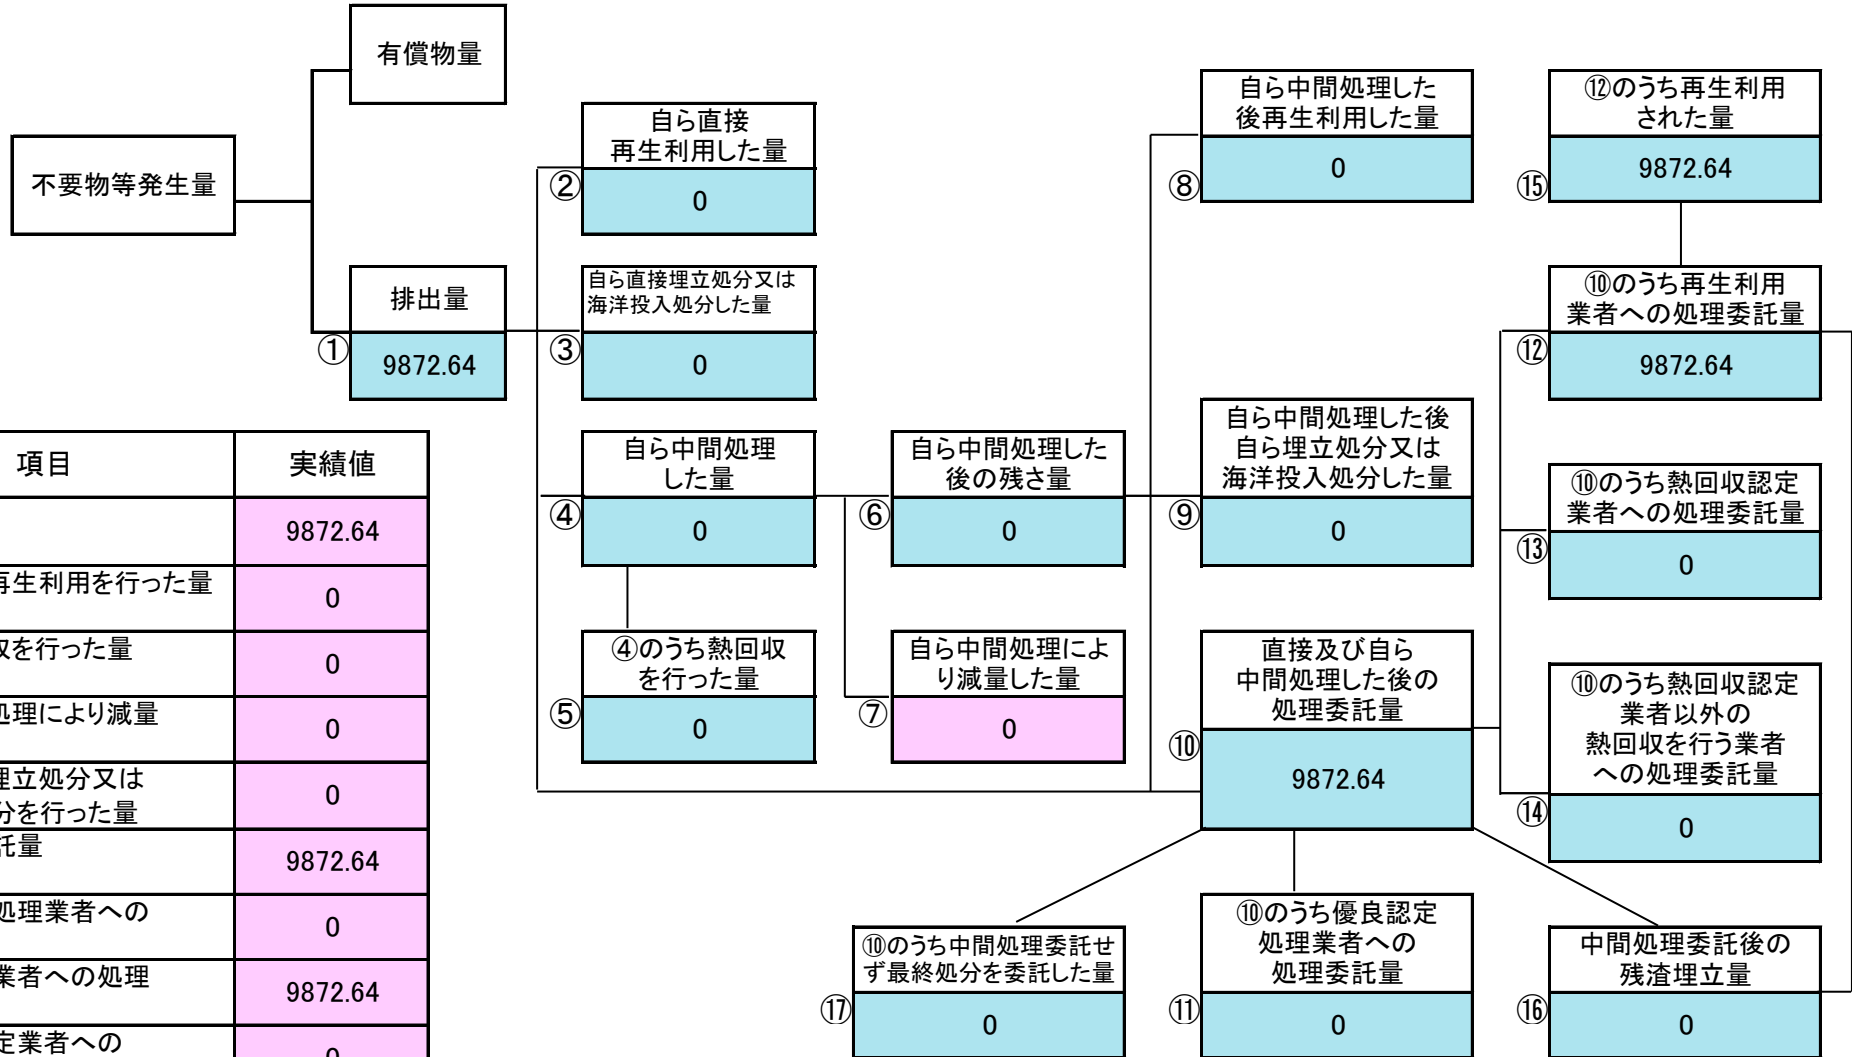 有償物量
不要物等発生量
排出量
①
9872.64
自ら直接
再生利用した量
②
0
自ら直接埋立処分又は
海洋投入処分した量
③
0
自ら中間処理
した量
④
0
④のうち熱回収
を行った量
⑤
0
自ら中間処理した
後の残さ量
⑥
0
自ら中間処理によ
り減量した量
⑦
0
自ら中間処理した
後再生利用した量
⑧
0
自ら中間処理した後
自ら埋立処分又は
海洋投入処分した量
⑨
0
直接及び自ら
中間処理した後の
処理委託量
⑩
9872.64
⑫のうち再生利用
された量
⑮
9872.64
⑩のうち再生利用
業者への処理委託量
⑫
9872.64
⑩のうち熱回収認定
業者への処理委託量
⑬
0
⑩のうち熱回収認定
業者以外の
熱回収を行う業者
への処理委託量
⑭
0
⑩のうち中間処理委託せ
ず最終処分を委託した量
⑰
0
⑩のうち優良認定
処理業者への
処理委託量
⑪
0
中間処理委託後の
残渣埋立量
⑯
0
項目 実績値
9872.64
再生利用を行った量 0
を行った量 0
処理により減量 0
埋立処分又は
分を行った量 0
託量 9872.64
処理業者への 0
業者への処理 9872.64
定業者への